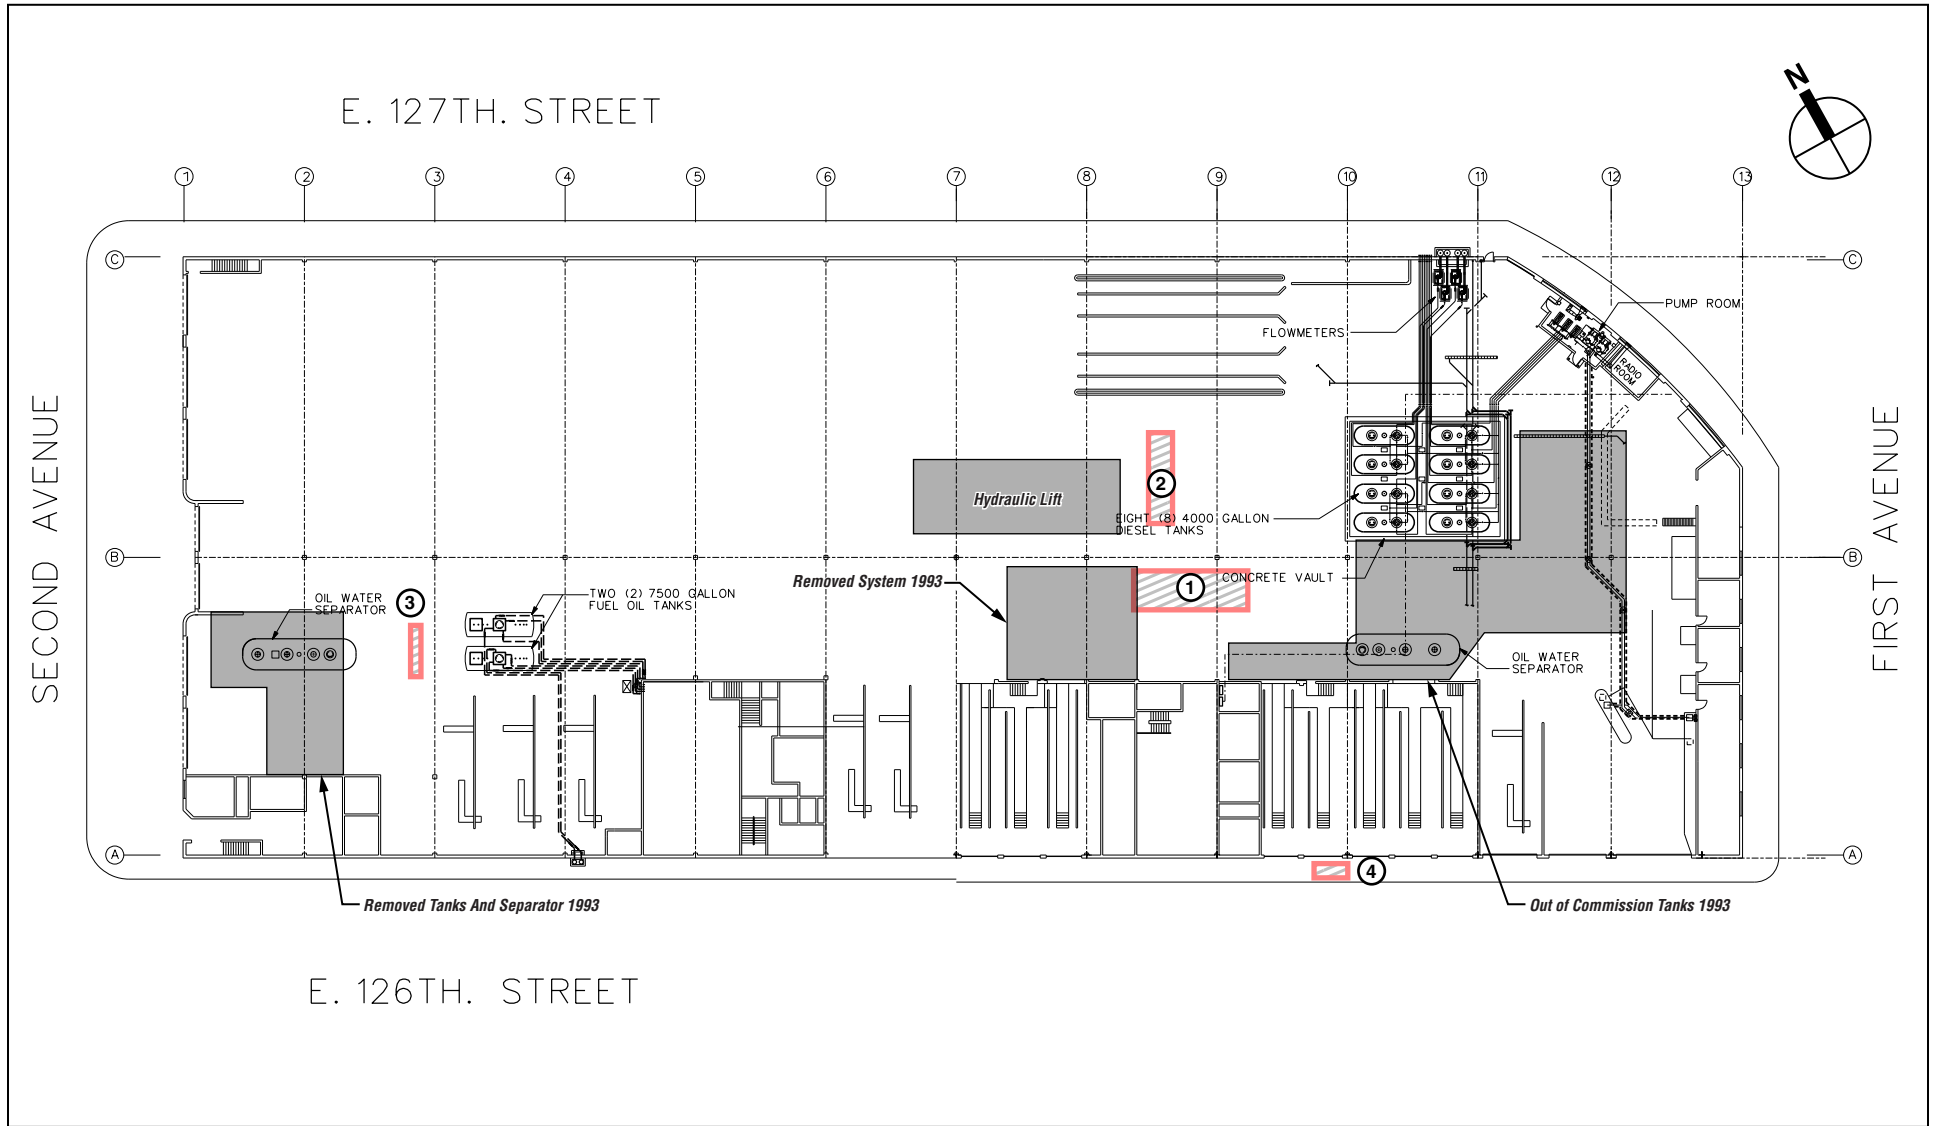 N
E. 127TH. STREET
1
2
3
4
5
6
7
8
9
10
11
12
13
C
C
PUMP ROOM
FLOWMETERS
RADIO
ROOM
SECOND AVENUE
FIRST AVENUE
2
Hydraulic Lift
EIGHT (8) 4000 GALLON
DIESEL TANKS
B
B
Removed System 1993
1
CONCRETE VAULT
OIL WATER
SEPARATOR
3
TWO (2) 7500 GALLON
FUEL OIL TANKS
OIL WATER
SEPARATOR
A
A
4
Removed Tanks And Separator 1993
Out of Commission Tanks 1993
E. 126TH. STREET